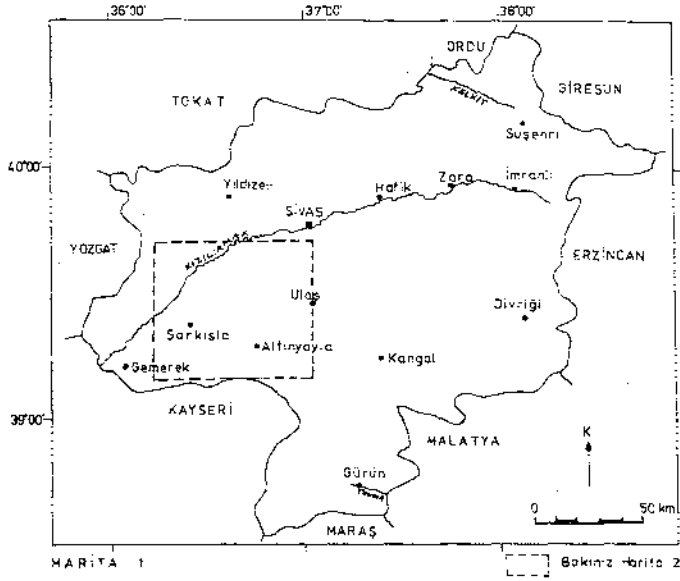 36°00'
37°00'
38°00'
ORDU
GİRESUN
TOKAT
KELKİT
Suşehri
40°00'
Yıldızeli
Hafik
Zara
İmranlı
SİVAS
YOZGAT
KIZILIRMAK
ERZİNCAN
Ulaş
Divriği
Şarkışla
Altınyayla
Kangal
Gemerek
KAYSERİ
39°00'
MALATYA
K
Gürün
Tohma
0
50 km
MARAŞ
HARİTA 1
Bakınız Harita 2